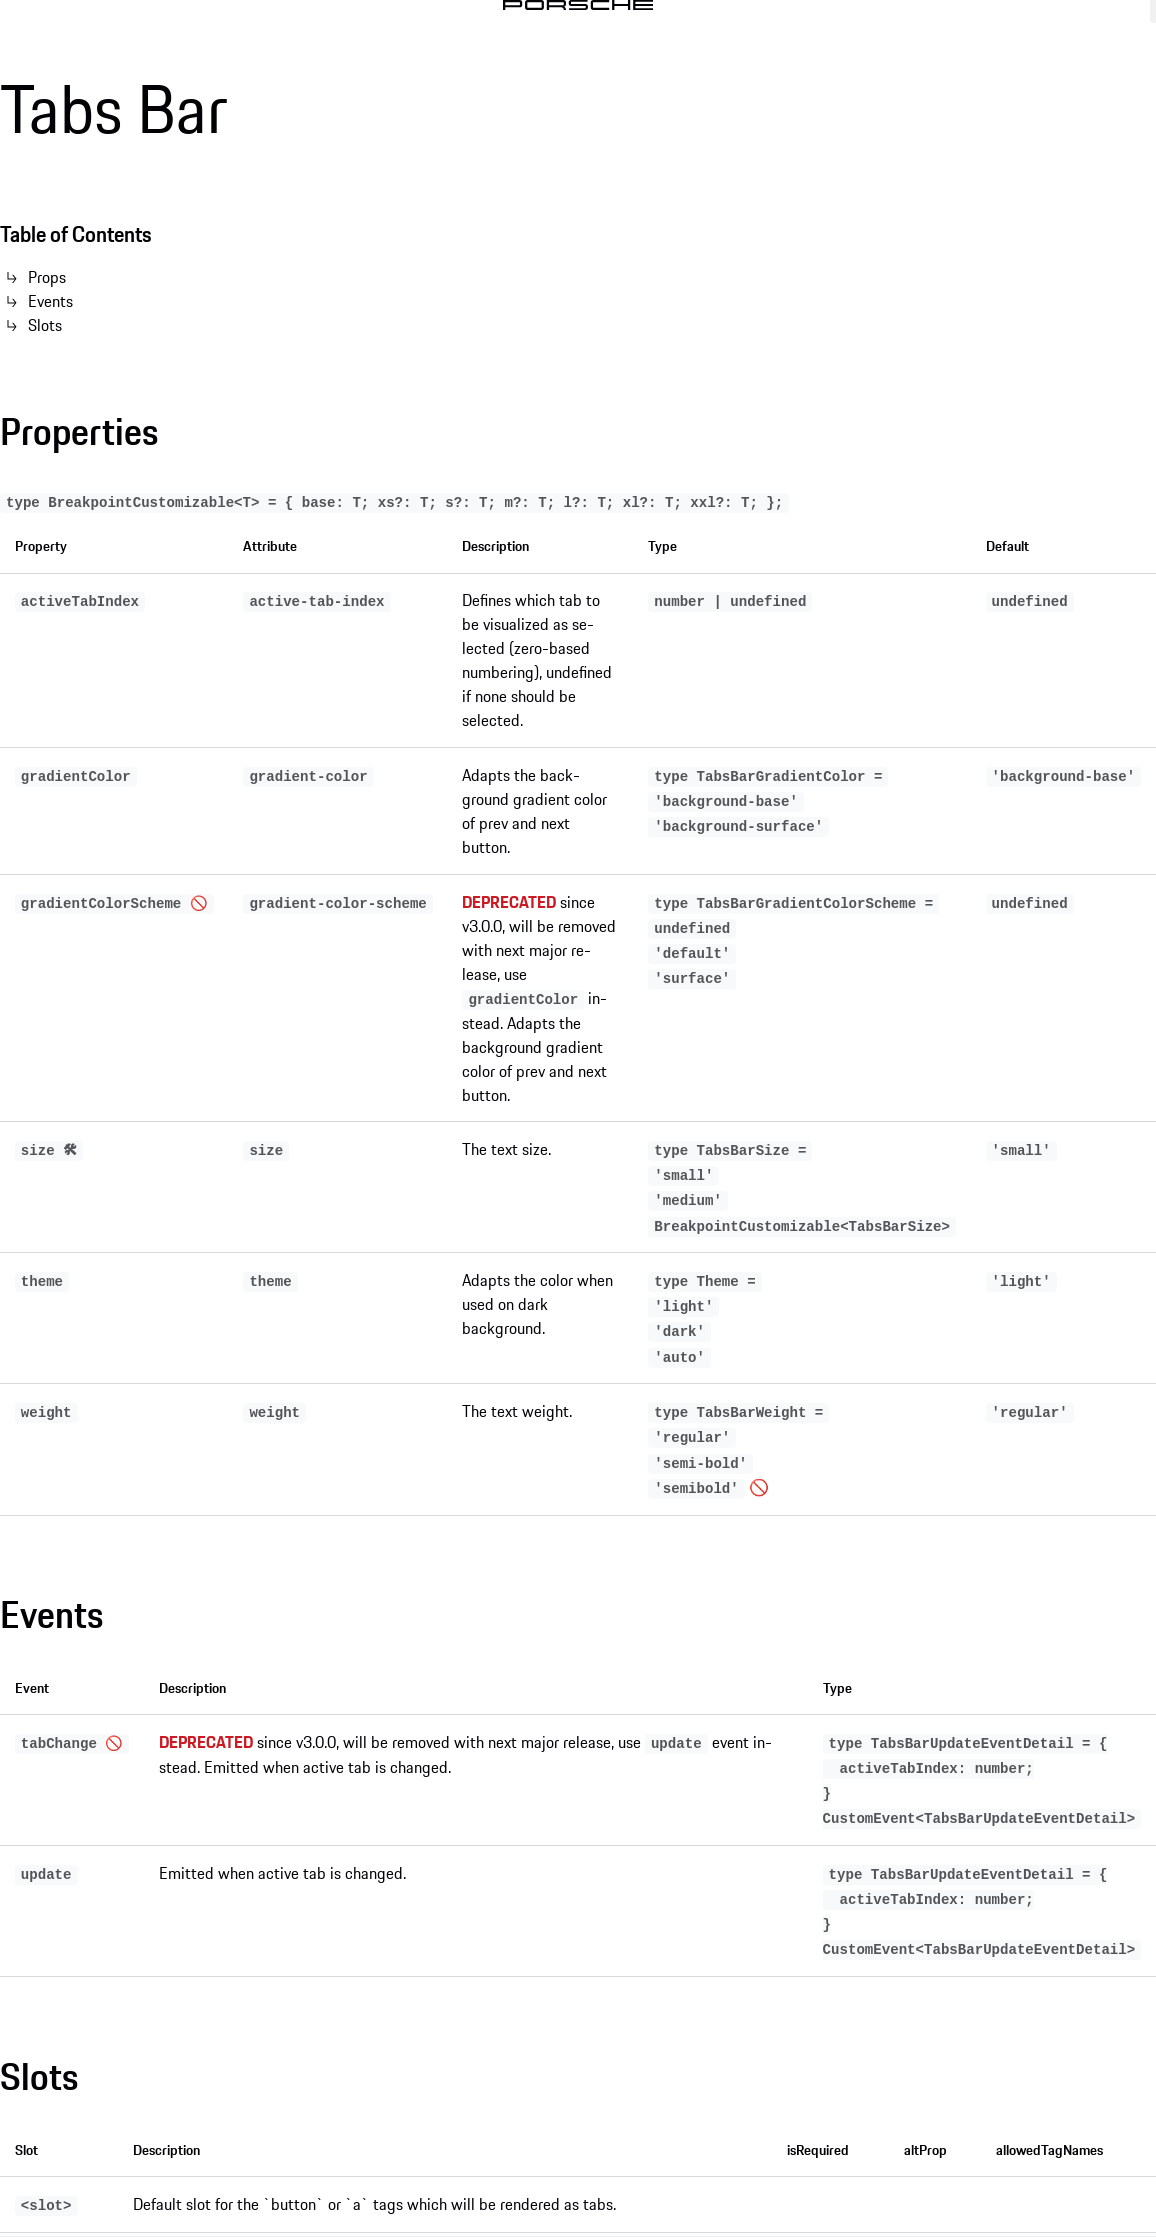 PORSCHE
Tabs Bar
Table of Contents
Props
Events
Slots
Properties
type BreakpointCustomizable<T> = { base: T; xs?: T; s?: T; m?: T; l?: T; xl?: T; xxl?: T; };
Property Attribute Description Type Default
activeTabIndex active-tab-index Defines which tab to number | undefined undefined
be visualized as se-
lected (zero-based
numbering), undefined
if none should be
selected.
gradientColor gradient-color Adapts the back- type TabsBarGradientColor = 'background-base'
ground gradient color 'background-base'
of prev and next 'background-surface'
button.
gradientColorScheme 🚫 gradient-color-scheme DEPRECATED since type TabsBarGradientColorScheme = undefined
v3.0.0, will be removed undefined
with next major re- 'default'
lease, use 'surface'
gradientColor in-
stead. Adapts the
background gradient
color of prev and next
button.
size 🛠 size The text size. type TabsBarSize = 'small'
'small'
'medium'
BreakpointCustomizable<TabsBarSize>
theme theme Adapts the color when type Theme = 'light'
used on dark 'light'
background. 'dark'
'auto'
weight weight The text weight. type TabsBarWeight = 'regular'
'regular'
'semi-bold'
'semibold' 🚫
Events
Event Description Type
tabChange 🚫 DEPRECATED since v3.0.0, will be removed with next major release, use update event in- type TabsBarUpdateEventDetail = {
stead. Emitted when active tab is changed. activeTabIndex: number;
}
CustomEvent<TabsBarUpdateEventDetail>
update Emitted when active tab is changed. type TabsBarUpdateEventDetail = {
activeTabIndex: number;
}
CustomEvent<TabsBarUpdateEventDetail>
Slots
Slot Description isRequired altProp allowedTagNames
<slot> Default slot for the `button` or `a` tags which will be rendered as tabs.